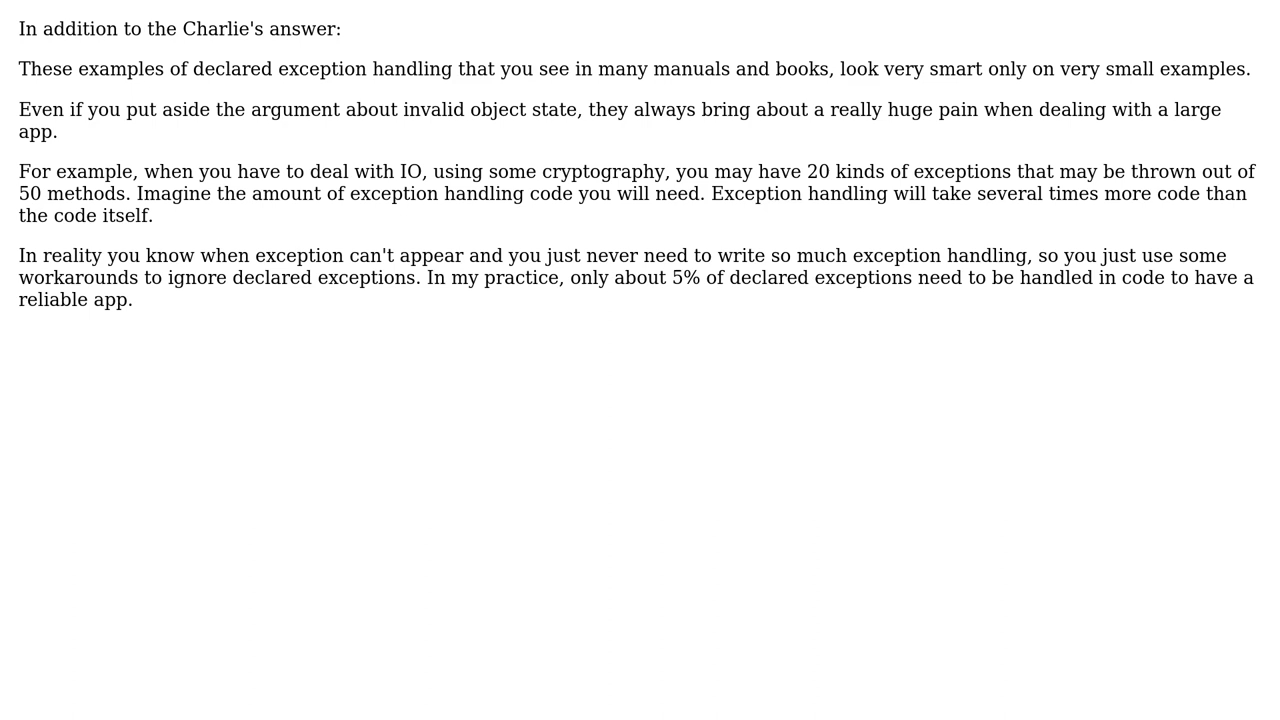 In addition to the Charlie's answer:
These examples of declared exception handling that you see in many manuals and books, look very smart only on very small examples.
Even if you put aside the argument about invalid object state, they always bring about a really huge pain when dealing with a large
app.
For example, when you have to deal with IO, using some cryptography, you may have 20 kinds of exceptions that may be thrown out of
50 methods. Imagine the amount of exception handling code you will need. Exception handling will take several times more code than
the code itself.
In reality you know when exception can't appear and you just never need to write so much exception handling, so you just use some
workarounds to ignore declared exceptions. In my practice, only about 5% of declared exceptions need to be handled in code to have a
reliable app.